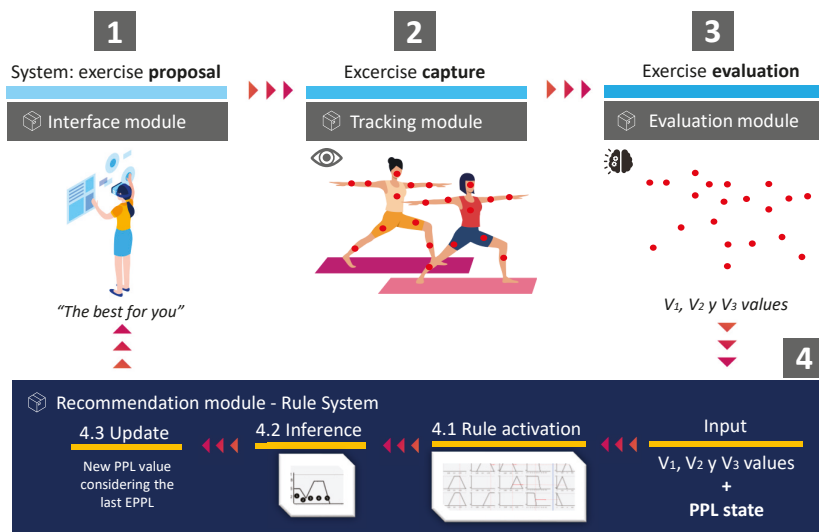 1
2
3
System: exercise proposal
Excercise capture
Exercise evaluation
Interface module
Tracking module
Evaluation module
“The best for you”
V1, V2 y V3 values
4
Recommendation module - Rule System
4.3 Update
4.2 Inference
4.1 Rule activation
Input
New PPL value
considering the
last EPPL
V1, V2 y V3 values
+
PPL state